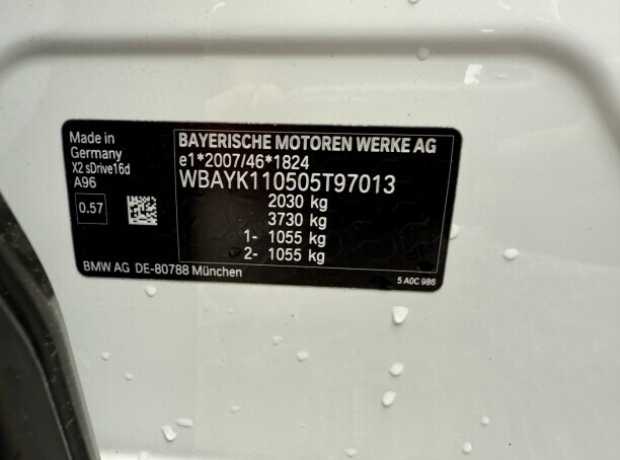 Made in
Germany
X2 sDrive16d
A96
0.57
BAYERISCHE MOTOREN WERKE AG
e1*2007/46*1824
WBAYK110505T97013
2030 kg
3730 kg
1- 1055 kg
2- 1055 kg
BMW AG DE-80788 München
5 A0C 986